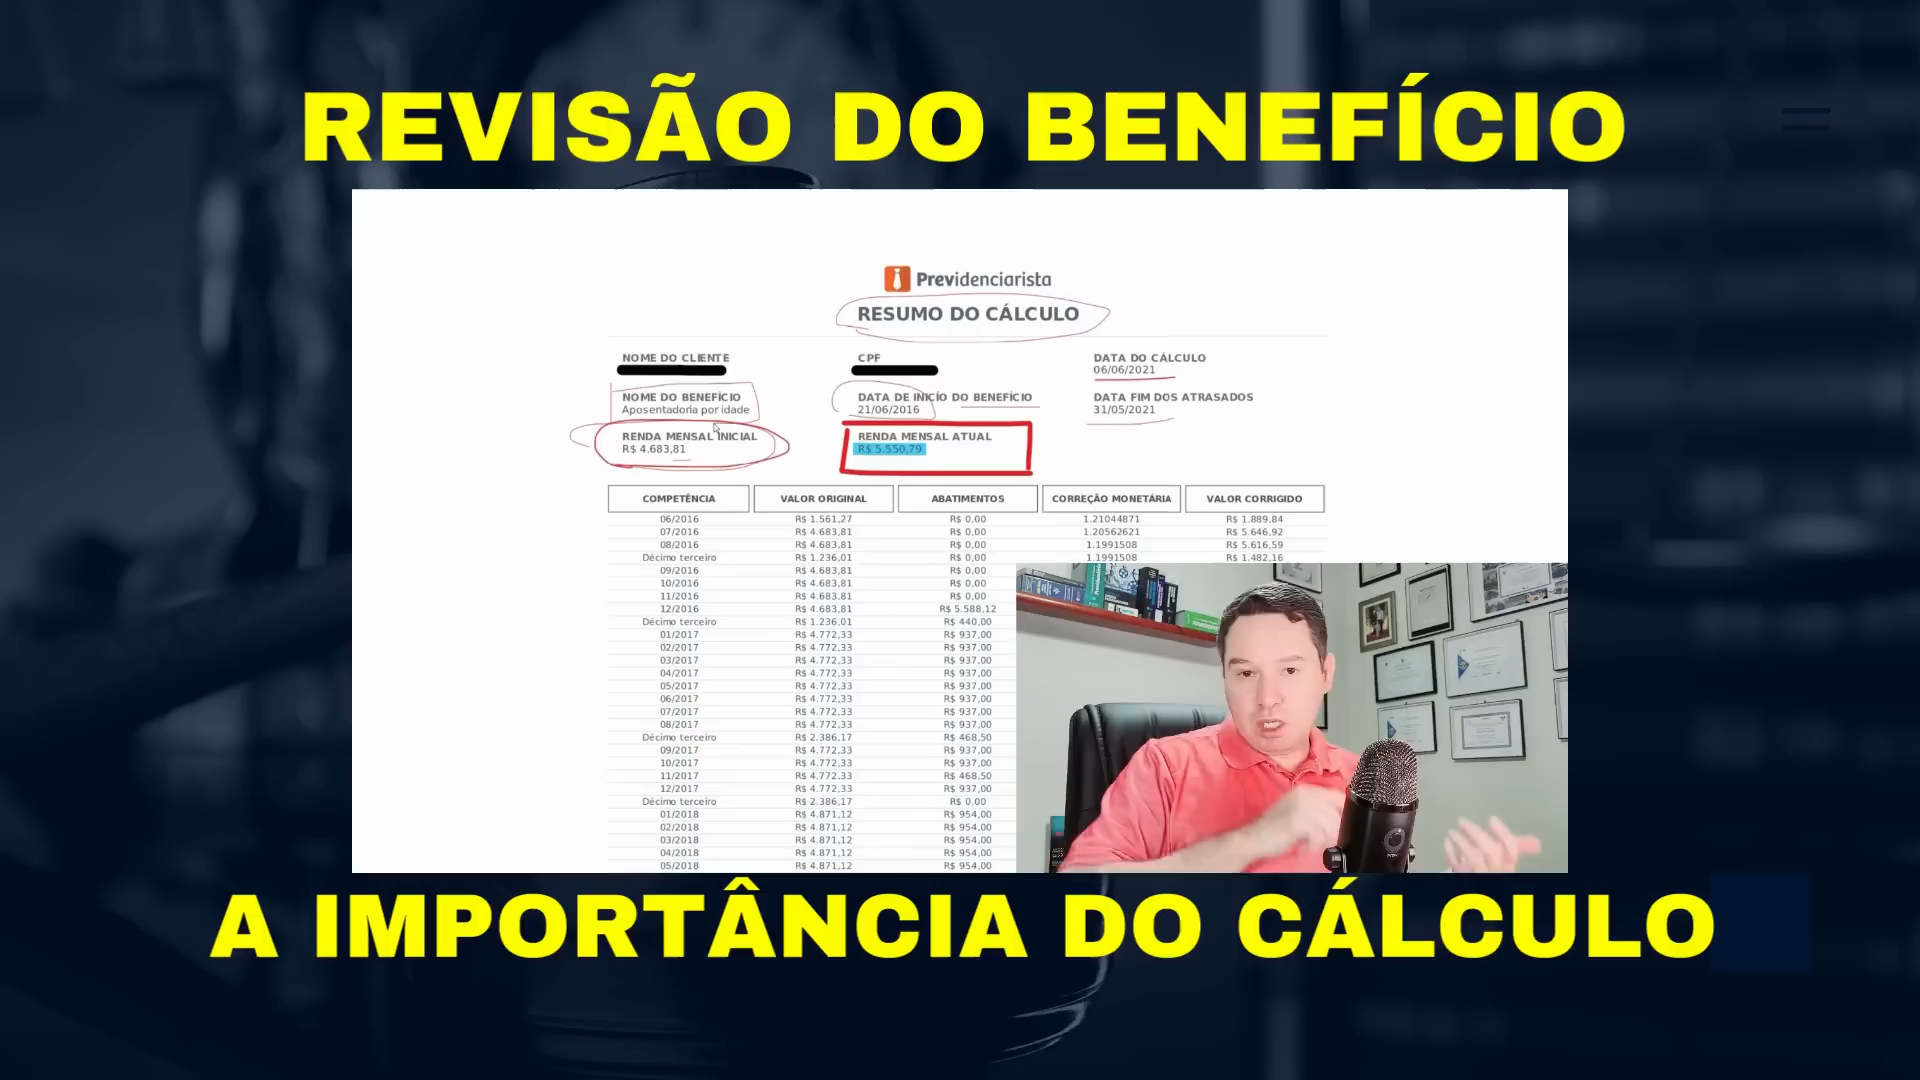 REVISÃO DO BENEFÍCIO
Previdenciarista
RESUMO DO CÁLCULO
NOME DO CLIENTE CPF DATA DO CÁLCULO
06/06/2021
NOME DO BENEFÍCIO DATA DE INÍCIO DO BENEFÍCIO DATA FIM DOS ATRASADOS
Aposentadoria por idade 21/06/2016 31/05/2021
RENDA MENSAL INICIAL RENDA MENSAL ATUAL
R$ 4.683,81 R$ 5.550,79
COMPETÊNCIA VALOR ORIGINAL ABATIMENTOS CORREÇÃO MONETÁRIA VALOR CORRIGIDO
06/2016 R$ 1.561,27 R$ 0,00 1.21044871 R$ 1.889,84
07/2016 R$ 4.683,81 R$ 0,00 1.20562621 R$ 5.646,92
08/2016 R$ 4.683,81 R$ 0,00 1.1991508 R$ 5.616,59
Décimo terceiro R$ 1.236,01 R$ 0,00 1.1991508 R$ 1.482,16
09/2016 R$ 4.683,81 R$ 0,00
10/2016 R$ 4.683,81 R$ 0,00
11/2016 R$ 4.683,81 R$ 0,00
12/2016 R$ 4.683,81 R$ 5.588,12
Décimo terceiro R$ 1.236,01 R$ 440,00
01/2017 R$ 4.772,33 R$ 937,00
02/2017 R$ 4.772,33 R$ 937,00
03/2017 R$ 4.772,33 R$ 937,00
04/2017 R$ 4.772,33 R$ 937,00
05/2017 R$ 4.772,33 R$ 937,00
06/2017 R$ 4.772,33 R$ 937,00
07/2017 R$ 4.772,33 R$ 937,00
08/2017 R$ 4.772,33 R$ 937,00
Décimo terceiro R$ 2.386,17 R$ 468,50
09/2017 R$ 4.772,33 R$ 937,00
10/2017 R$ 4.772,33 R$ 937,00
11/2017 R$ 4.772,33 R$ 468,50
12/2017 R$ 4.772,33 R$ 937,00
Décimo terceiro R$ 2.386,17 R$ 0,00
01/2018 R$ 4.871,12 R$ 954,00
02/2018 R$ 4.871,12 R$ 954,00
03/2018 R$ 4.871,12 R$ 954,00
04/2018 R$ 4.871,12 R$ 954,00
05/2018 R$ 4.871,12 R$ 954,00
A IMPORTÂNCIA DO CÁLCULO